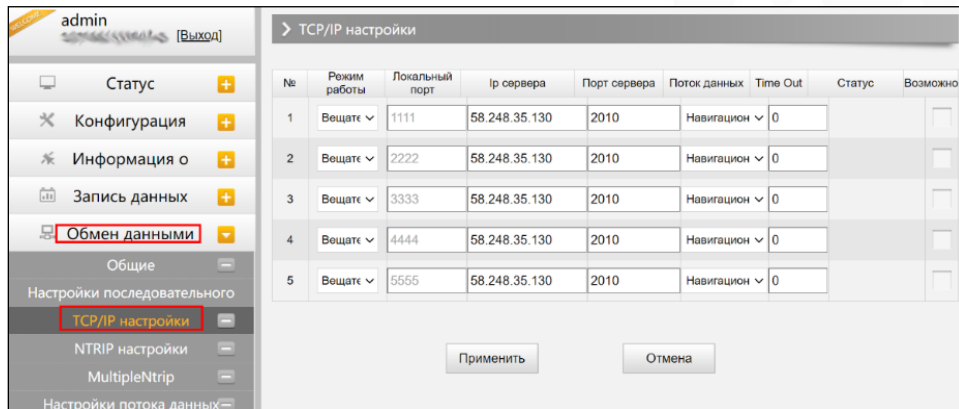 WELCOME
admin
[Выход]
Статус
Конфигурация
Информация о
Запись данных
Обмен данными
Общие
Настройки последовательного
TCP/IP настройки
NTRIP настройки
MultipleNtrip
Настройки потока данных
TCP/IP настройки
№ Режим работы Локальный порт Ip сервера Порт сервера Поток данных Time Out Статус Возможно
1 Вещате 1111 58.248.35.130 2010 Навигацион 0
2 Вещате 2222 58.248.35.130 2010 Навигацион 0
3 Вещате 3333 58.248.35.130 2010 Навигацион 0
4 Вещате 4444 58.248.35.130 2010 Навигацион 0
5 Вещате 5555 58.248.35.130 2010 Навигацион 0
Применить Отмена